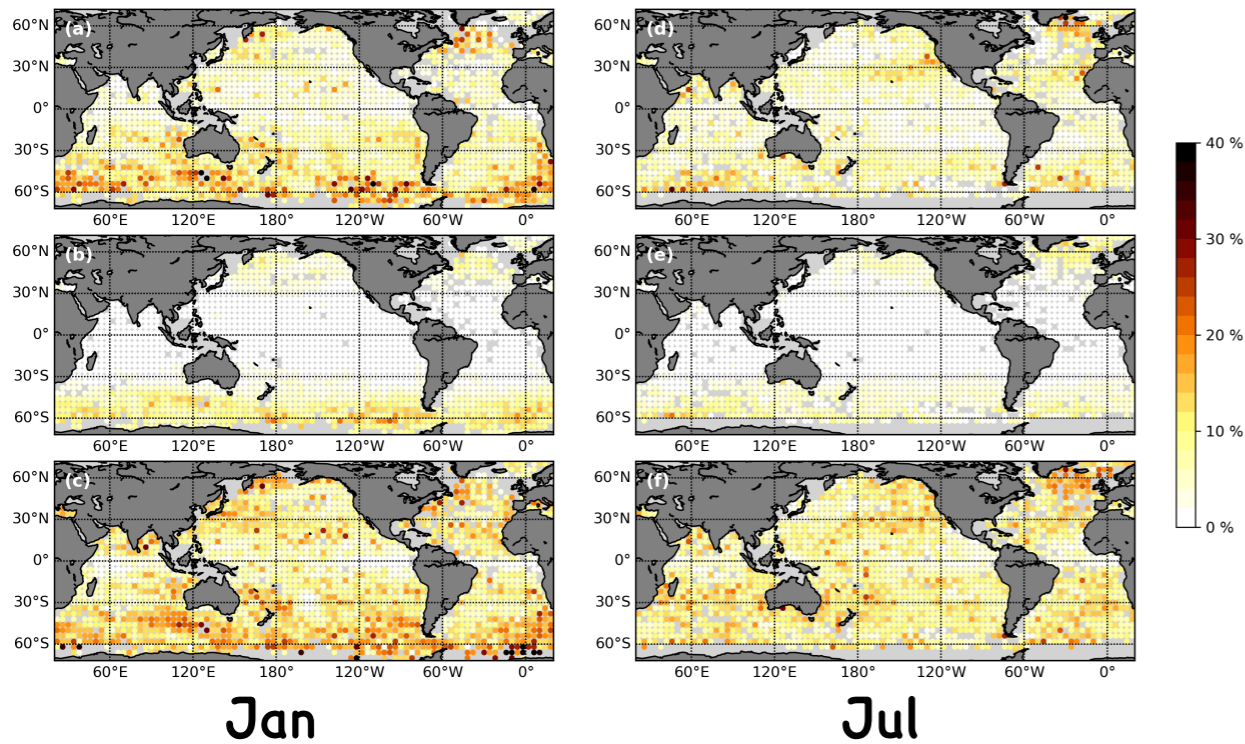 (a) (d)
60°N 30°N 0° 30°S 60°S 60°N 30°N 0° 30°S 60°S
60°E 120°E 180° 120°W 60°W 0° 60°E 120°E 180° 120°W 60°W 0°
40 %
30 %
20 %
10 %
0 %
(b) (e)
60°N 30°N 0° 30°S 60°S 60°N 30°N 0° 30°S 60°S
60°E 120°E 180° 120°W 60°W 0° 60°E 120°E 180° 120°W 60°W 0°
(c) (f)
60°N 30°N 0° 30°S 60°S 60°N 30°N 0° 30°S 60°S
60°E 120°E 180° 120°W 60°W 0° 60°E 120°E 180° 120°W 60°W 0°
Jan Jul